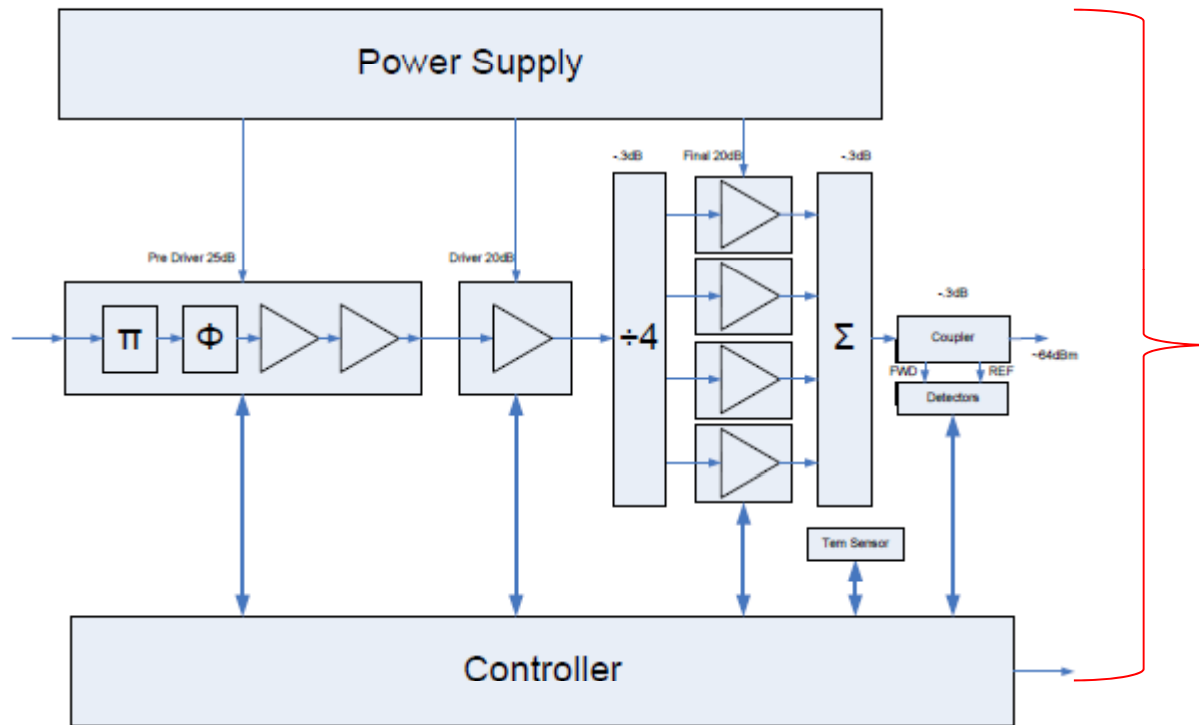 Power Supply
-.3dB
Final 20dB
-.3dB
Pre Driver 25dB
Driver 20dB
-.3dB
π
Φ
÷4
Σ
Coupler
~64dBm
FWD
REF
Detectors
Tem Sensor
Controller